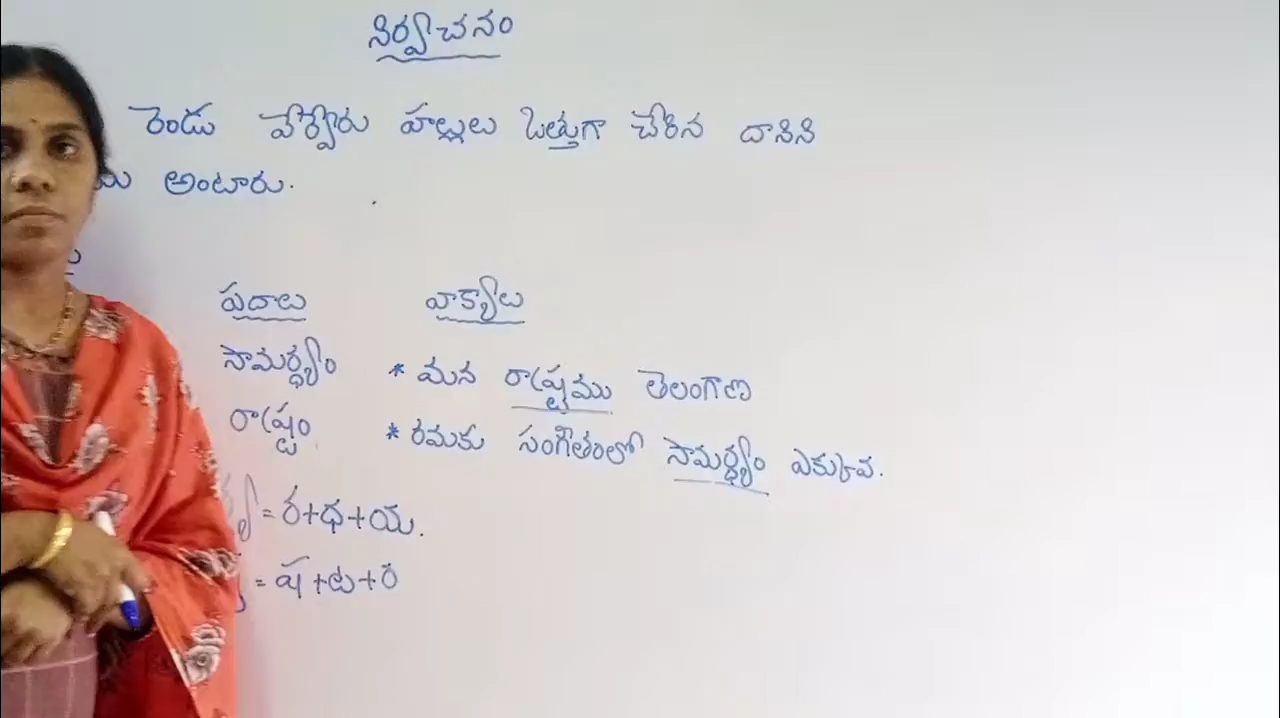 నిర్వచనం
రెండు వేర్వేరు హల్లులు ఒత్తుగా చేరిన దానిని
అంటారు.
పదాలు వాక్యాలు
సామర్ధ్యం * మన రాష్ట్రము తెలంగాణ
రాష్ట్రం * రమకు సంగీతంలో సామర్ధ్యం ఎక్కువ.
= ర+ధ+య.
= ష+ట+ర